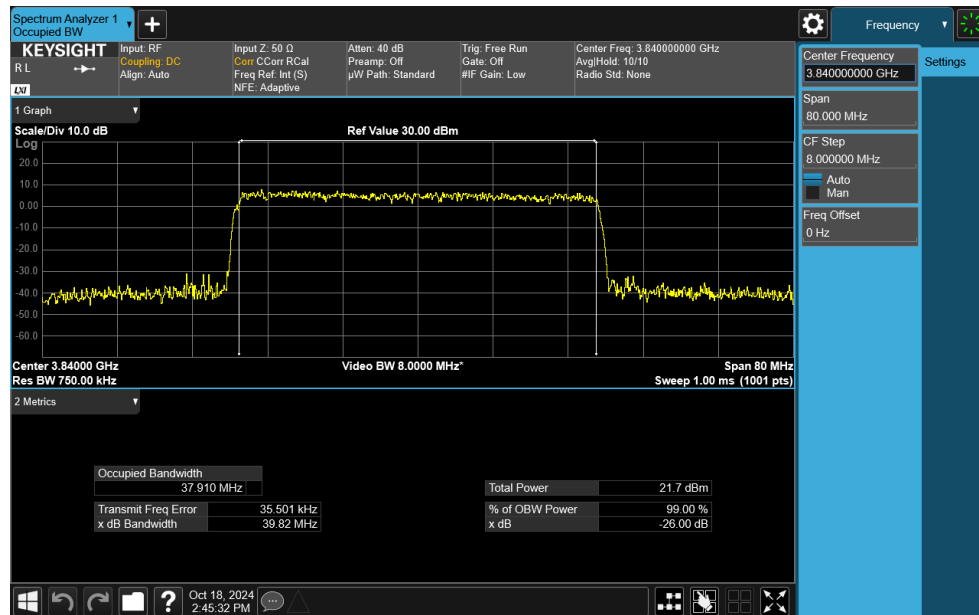 Spectrum Analyzer 1
Occupied BW
+
Frequency
KEYSIGHT
R L
LXI
Input: RF
Coupling: DC
Align: Auto
Input Z: 50 Ω
Corr CCorr RCal
Freq Ref: Int (S)
NFE: Adaptive
Atten: 40 dB
Preamp: Off
µW Path: Standard
Trig: Free Run
Gate: Off
#IF Gain: Low
Center Freq: 3.840000000 GHz
Avg|Hold: 10/10
Radio Std: None
Center Frequency
3.840000000 GHz
Settings
Span
80.000 MHz
CF Step
8.000000 MHz
Auto
Man
Freq Offset
0 Hz
1 Graph
Scale/Div 10.0 dB
Ref Value 30.00 dBm
Log
20.0
10.0
0.00
-10.0
-20.0
-30.0
-40.0
-50.0
-60.0
Center 3.84000 GHz
Video BW 8.0000 MHz*
Span 80 MHz
Res BW 750.00 kHz
Sweep 1.00 ms (1001 pts)
2 Metrics
Occupied Bandwidth
37.910 MHz
Total Power 21.7 dBm
Transmit Freq Error 35.501 kHz
% of OBW Power 99.00 %
x dB Bandwidth 39.82 MHz
x dB -26.00 dB
?
Oct 18, 2024
2:45:32 PM